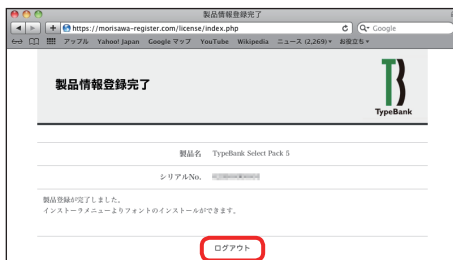 製品情報登録完了
https://morisawa-register.com/license/index.php
Google
アップル Yahoo! Japan Google マップ YouTube Wikipedia ニュース (2,269)▼ お役立ち▼
製品情報登録完了
TypeBank
製品名 TypeBank Select Pack 5
シリアルNo.
製品登録が完了しました。
インストーラメニューよりフォントのインストールができます。
ログアウト